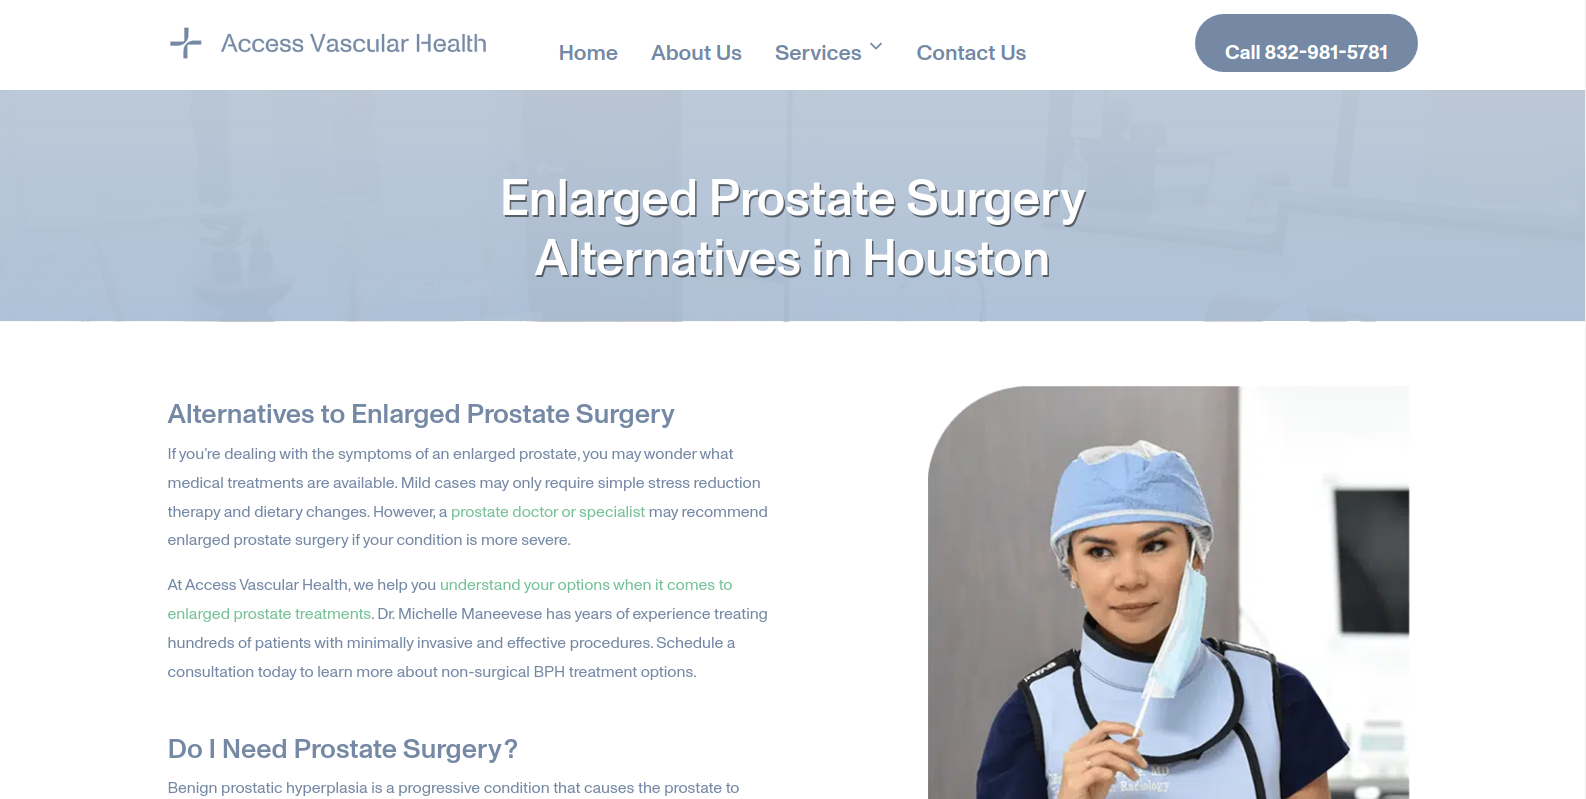 Access Vascular Health
Home About Us Services Contact Us
Call 832-981-5781
Enlarged Prostate Surgery
Alternatives in Houston
Alternatives to Enlarged Prostate Surgery
If you're dealing with the symptoms of an enlarged prostate, you may wonder what
medical treatments are available. Mild cases may only require simple stress reduction
therapy and dietary changes. However, a prostate doctor or specialist may recommend
enlarged prostate surgery if your condition is more severe.
At Access Vascular Health, we help you understand your options when it comes to
enlarged prostate treatments. Dr. Michelle Maneevese has years of experience treating
hundreds of patients with minimally invasive and effective procedures. Schedule a
consultation today to learn more about non-surgical BPH treatment options.
Do I Need Prostate Surgery?
Benign prostatic hyperplasia is a progressive condition that causes the prostate to
MD
Radiology